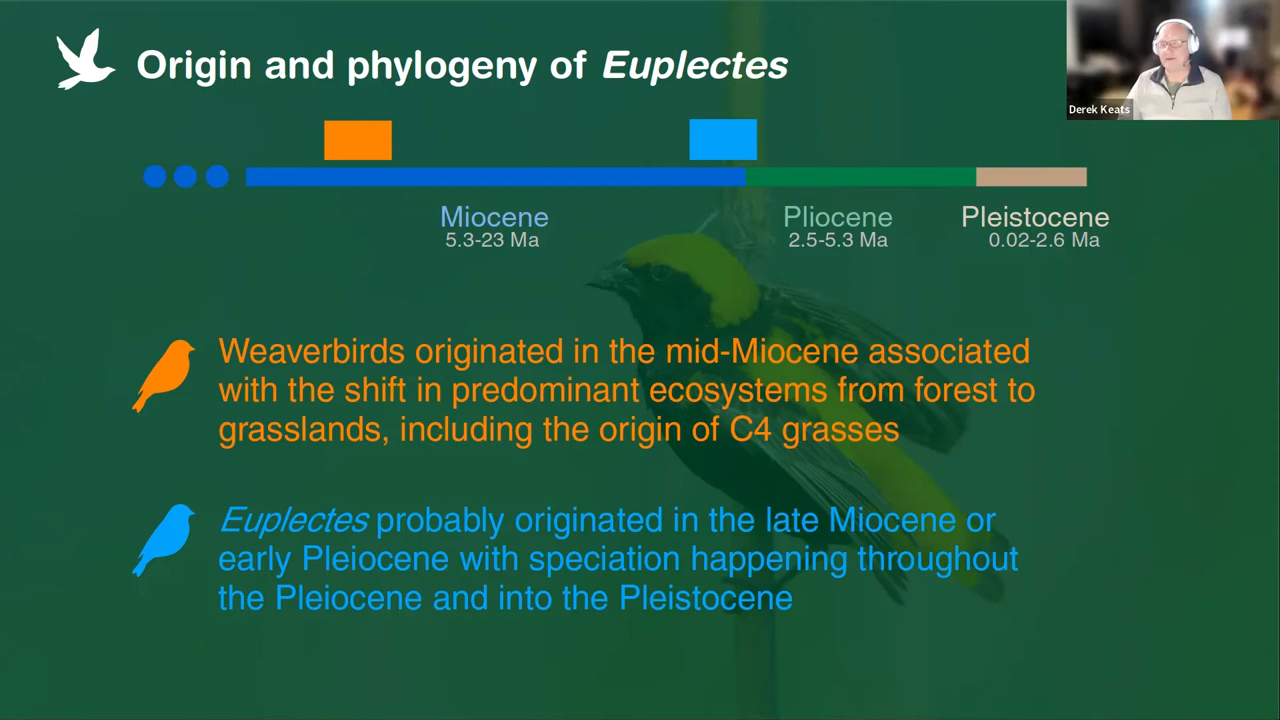 Origin and phylogeny of Euplectes
Derek Keats
Miocene
5.3-23 Ma
Pliocene
2.5-5.3 Ma
Pleistocene
0.02-2.6 Ma
Weaverbirds originated in the mid-Miocene associated
with the shift in predominant ecosystems from forest to
grasslands, including the origin of C4 grasses
Euplectes probably originated in the late Miocene or
early Pleiocene with speciation happening throughout
the Pleiocene and into the Pleistocene